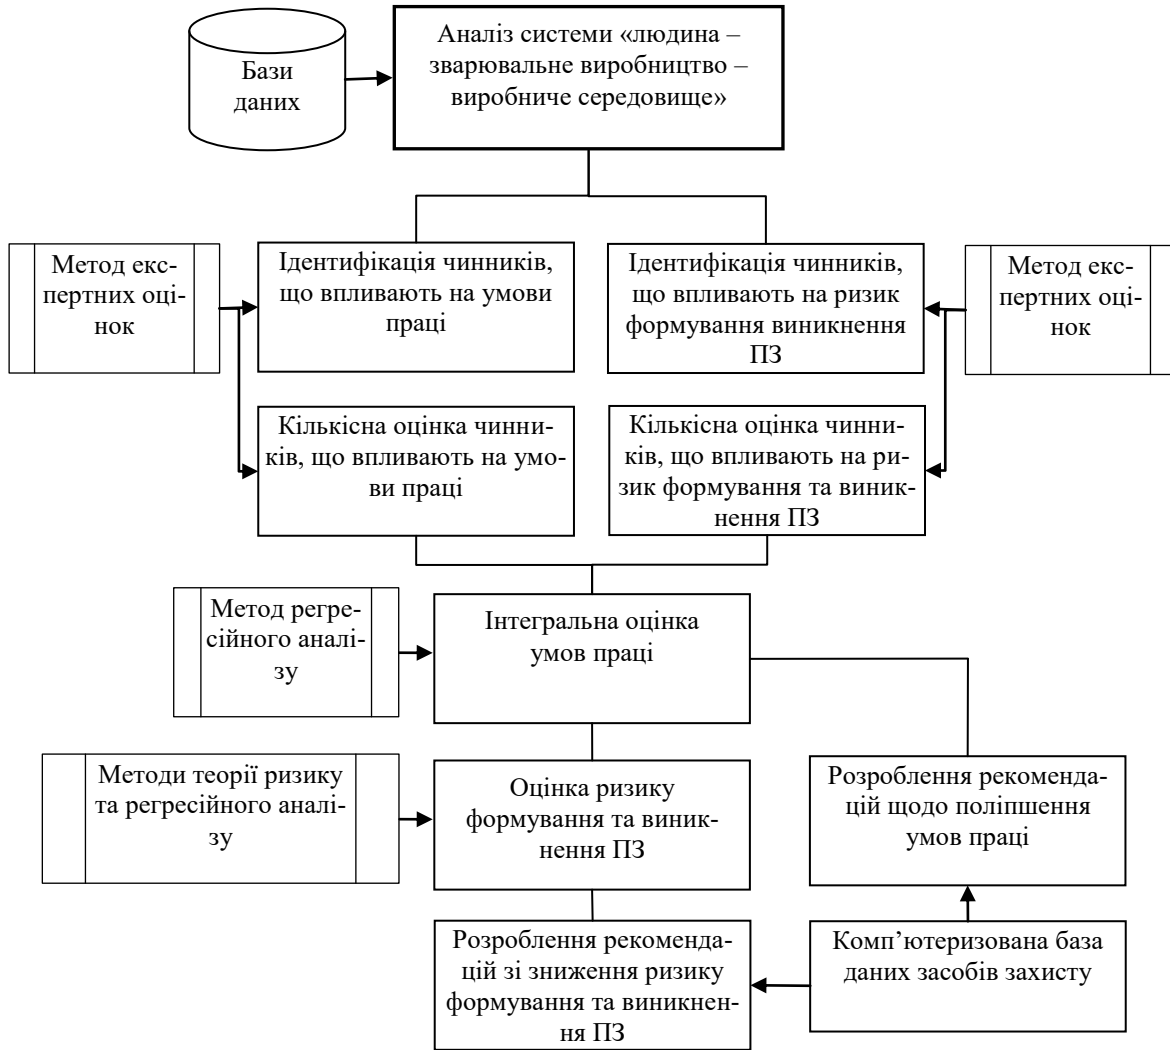 Бази
даних
Аналіз системи «людина –
зварювальне виробництво –
виробниче середовище»
Метод екс-
пертних оці-
нок
Ідентифікація чинників,
що впливають на умови
праці
Ідентифікація чинників,
що впливають на ризик
формування виникнення
ПЗ
Метод екс-
пертних оці-
нок
Кількісна оцінка чинни-
ків, що впливають на умо-
ви праці
Кількісна оцінка чинни-
ків, що впливають на ри-
зик формування та виник-
нення ПЗ
Метод регре-
сійного аналі-
зу
Інтегральна оцінка
умов праці
Методи теорії ризику
та регресійного аналі-
зу
Оцінка ризику
формування та виник-
нення ПЗ
Розроблення рекоменда-
цій щодо поліпшення
умов праці
Розроблення рекоменда-
цій зі зниження ризику
формування та виникнен-
ня ПЗ
Комп’ютеризована база
даних засобів захисту